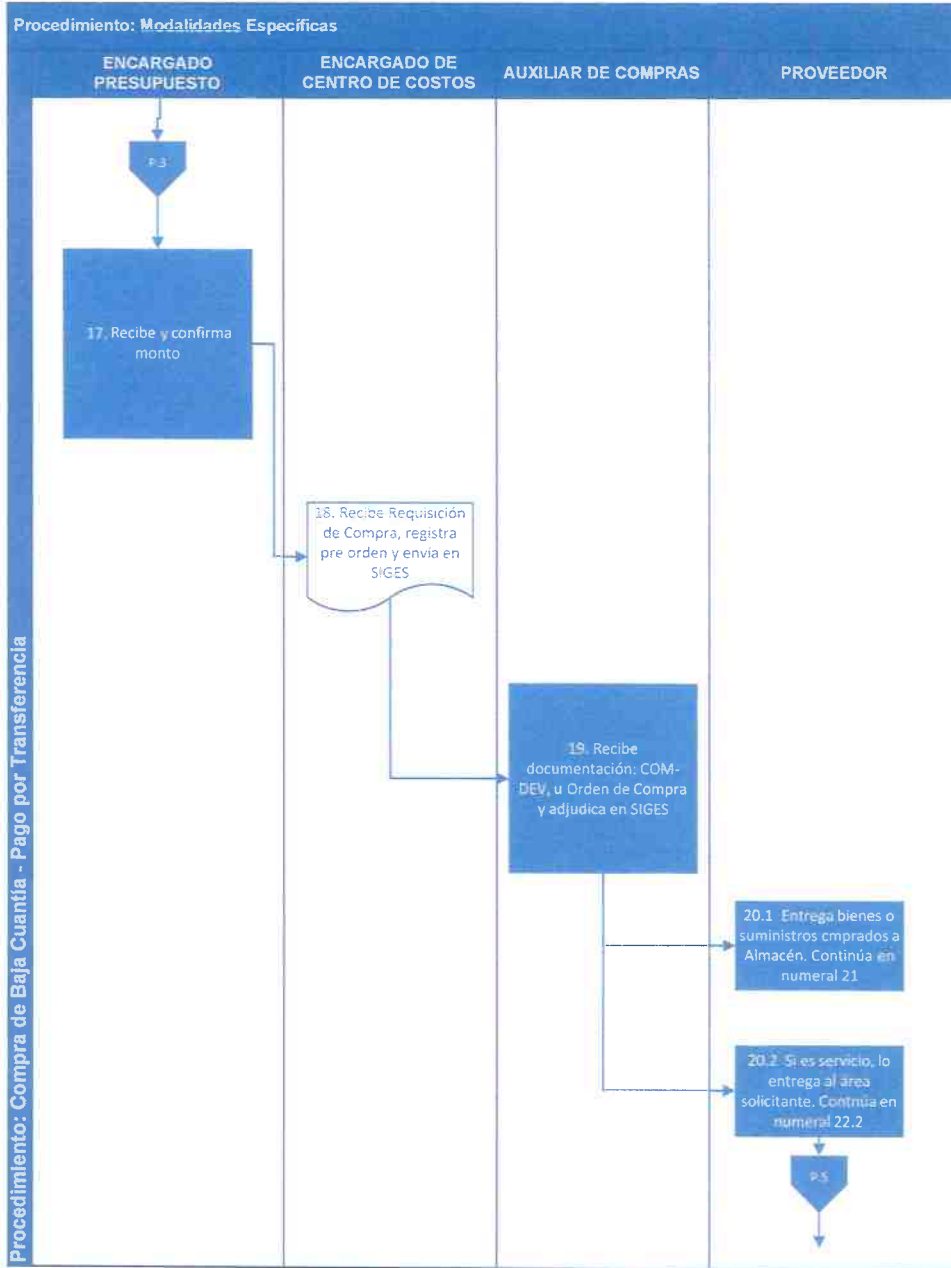 Procedimiento: Modalidades Específicas
ENCARGADO
PRESUPUESTO
ENCARGADO DE
CENTRO DE COSTOS
AUXILIAR DE COMPRAS
PROVEEDOR
Procedimiento: Compra de Baja Cuantía - Pago por Transferencia
P.3
17. Recibe y confirma
monto
18. Recibe Requisición
de Compra, registra
pre orden y envía en
SIGES
19. Recibe
documentación: COM-
DEV, u Orden de Compra
y adjudica en SIGES
20.1 Entrega bienes o
suministros cmprados a
Almacén. Continúa en
numeral 21
20.2 Si es servicio, lo
entrega al área
solicitante. Contnúa en
numeral 22.2
P.5